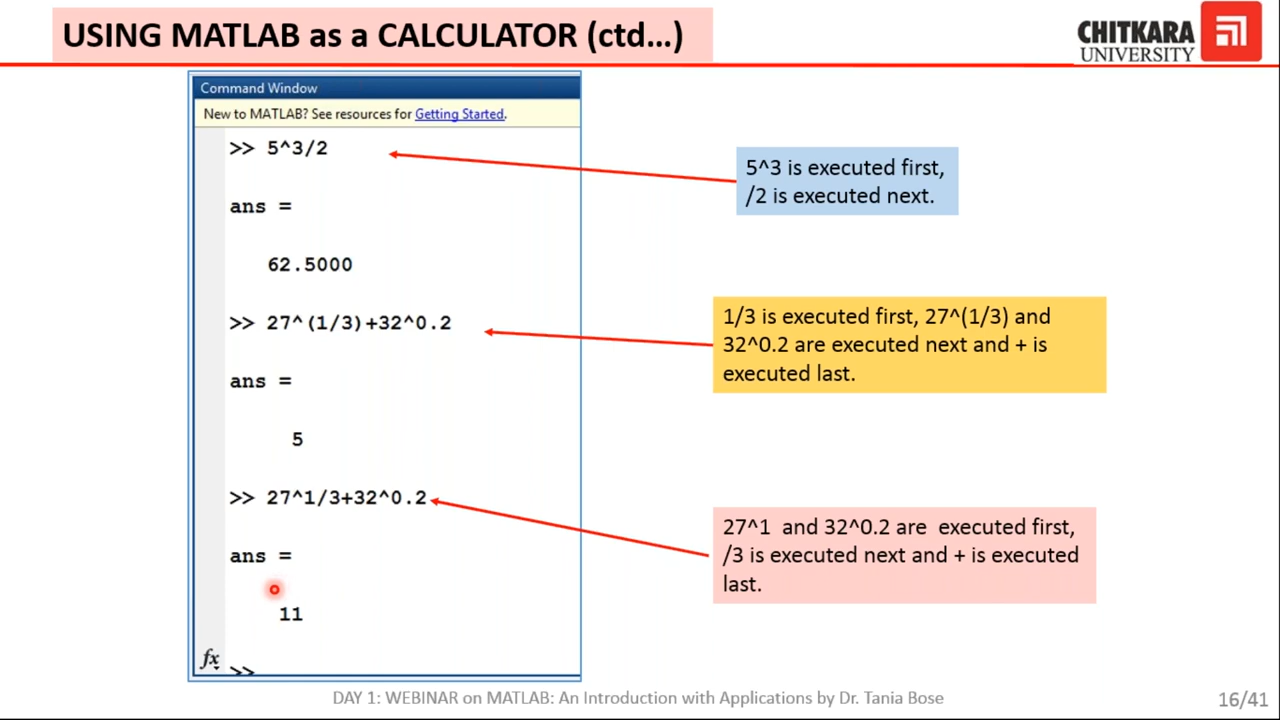 USING MATLAB as a CALCULATOR (ctd…)
CHITKARA
UNIVERSITY
Command Window
New to MATLAB? See resources for Getting Started.
>> 5^3/2
ans =
62.5000
>> 27^(1/3)+32^0.2
ans =
5
>> 27^1/3+32^0.2
ans =
11
fx >>
5^3 is executed first,
/2 is executed next.
1/3 is executed first, 27^(1/3) and
32^0.2 are executed next and + is
executed last.
27^1 and 32^0.2 are executed first,
/3 is executed next and + is executed
last.
DAY 1: WEBINAR on MATLAB: An Introduction with Applications by Dr. Tania Bose
16/41